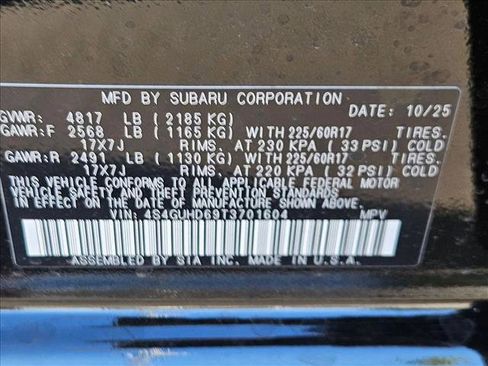 MFD BY SUBARU CORPORATION DATE: 10/25
GVWR: 4817 LB (2185 KG)
GAWR:F 2568 LB (1165 KG) WITH 225/60R17 TIRES.
17X7J RIMS. AT 230 KPA (33 PSI) COLD
GAWR:R 2491 LB (1130 KG) WITH 225/60R17 TIRES.
17X7J RIMS. AT 220 KPA (32 PSI) COLD
THIS VEHICLE CONFORMS TO ALL APPLICABLE FEDERAL MOTOR
VEHICLE SAFETY AND BUMPER STANDARDS IN EFFECT ON THE
DATE OF MANUFACTURE SHOWN ABOVE.
VIN: 4S4GUHD69T3701604 MPV
ASSEMBLED BY SIA INC. IN U.S.A.